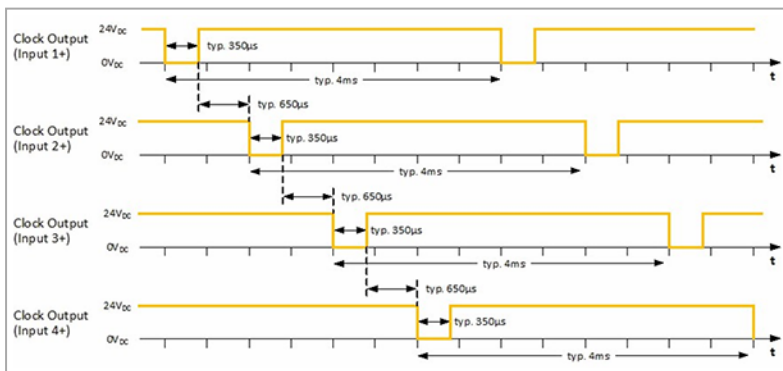 Clock Output
(Input 1+)
24VDC
0VDC
typ. 350µs
typ. 4ms
t
typ. 650µs
Clock Output
(Input 2+)
24VDC
0VDC
typ. 350µs
typ. 4ms
t
typ. 650µs
Clock Output
(Input 3+)
24VDC
0VDC
typ. 350µs
typ. 4ms
t
typ. 650µs
Clock Output
(Input 4+)
24VDC
0VDC
typ. 350µs
typ. 4ms
t